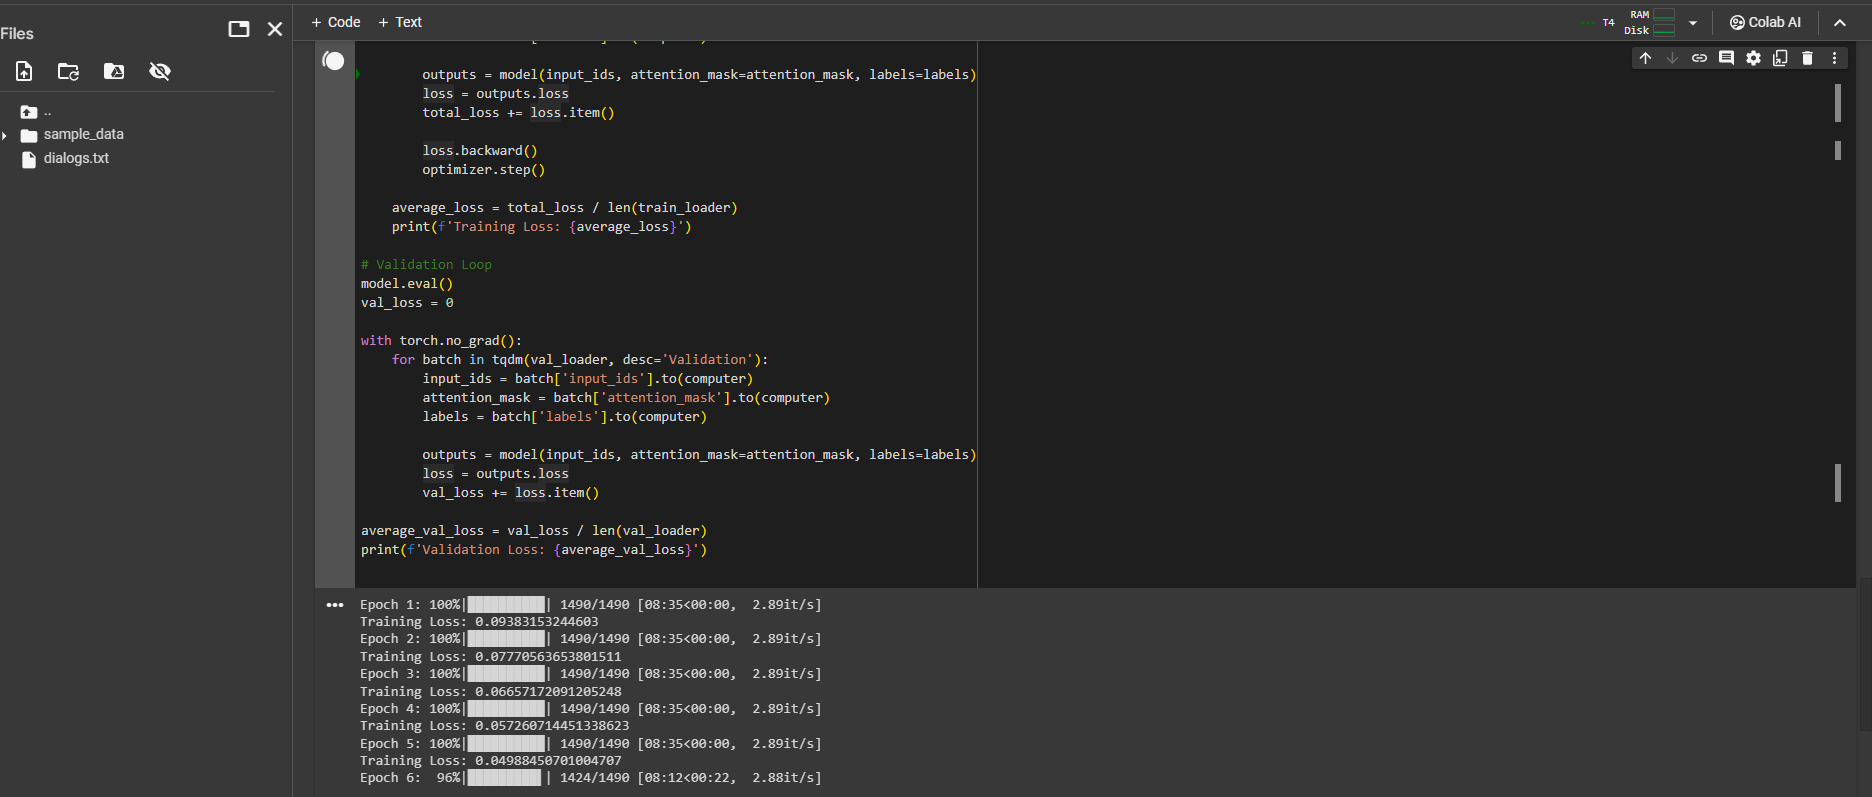 Files
+ Code + Text
T4
RAM
Disk
Colab AI
..
sample_data
dialogs.txt
outputs = model(input_ids, attention_mask=attention_mask, labels=labels)
loss = outputs.loss
total_loss += loss.item()
loss.backward()
optimizer.step()
average_loss = total_loss / len(train_loader)
print(f'Training Loss: {average_loss}')
# Validation Loop
model.eval()
val_loss = 0
with torch.no_grad():
for batch in tqdm(val_loader, desc='Validation'):
input_ids = batch['input_ids'].to(computer)
attention_mask = batch['attention_mask'].to(computer)
labels = batch['labels'].to(computer)
outputs = model(input_ids, attention_mask=attention_mask, labels=labels)
loss = outputs.loss
val_loss += loss.item()
average_val_loss = val_loss / len(val_loader)
print(f'Validation Loss: {average_val_loss}')
Epoch 1: 100%|██████████| 1490/1490 [08:35<00:00, 2.89it/s]
Training Loss: 0.09383153244603
Epoch 2: 100%|██████████| 1490/1490 [08:35<00:00, 2.89it/s]
Training Loss: 0.07770563653801511
Epoch 3: 100%|██████████| 1490/1490 [08:35<00:00, 2.89it/s]
Training Loss: 0.06657172091205248
Epoch 4: 100%|██████████| 1490/1490 [08:35<00:00, 2.89it/s]
Training Loss: 0.057260714451338623
Epoch 5: 100%|██████████| 1490/1490 [08:35<00:00, 2.89it/s]
Training Loss: 0.04988450701004707
Epoch 6: 96%|█████████▌| 1424/1490 [08:12<00:22, 2.88it/s]